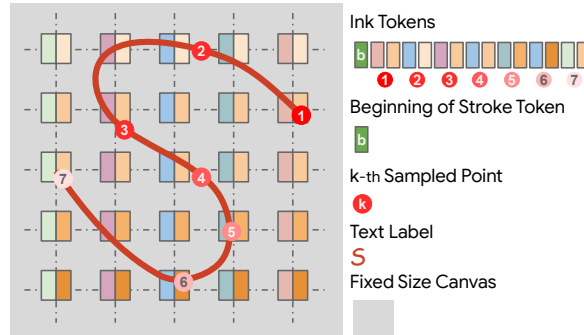 Ink Tokens
b
1 2 3 4 5 6 7
Beginning of Stroke Token
b
k-th Sampled Point
k
Text Label
s
Fixed Size Canvas
2
1
3
7
4
5
6